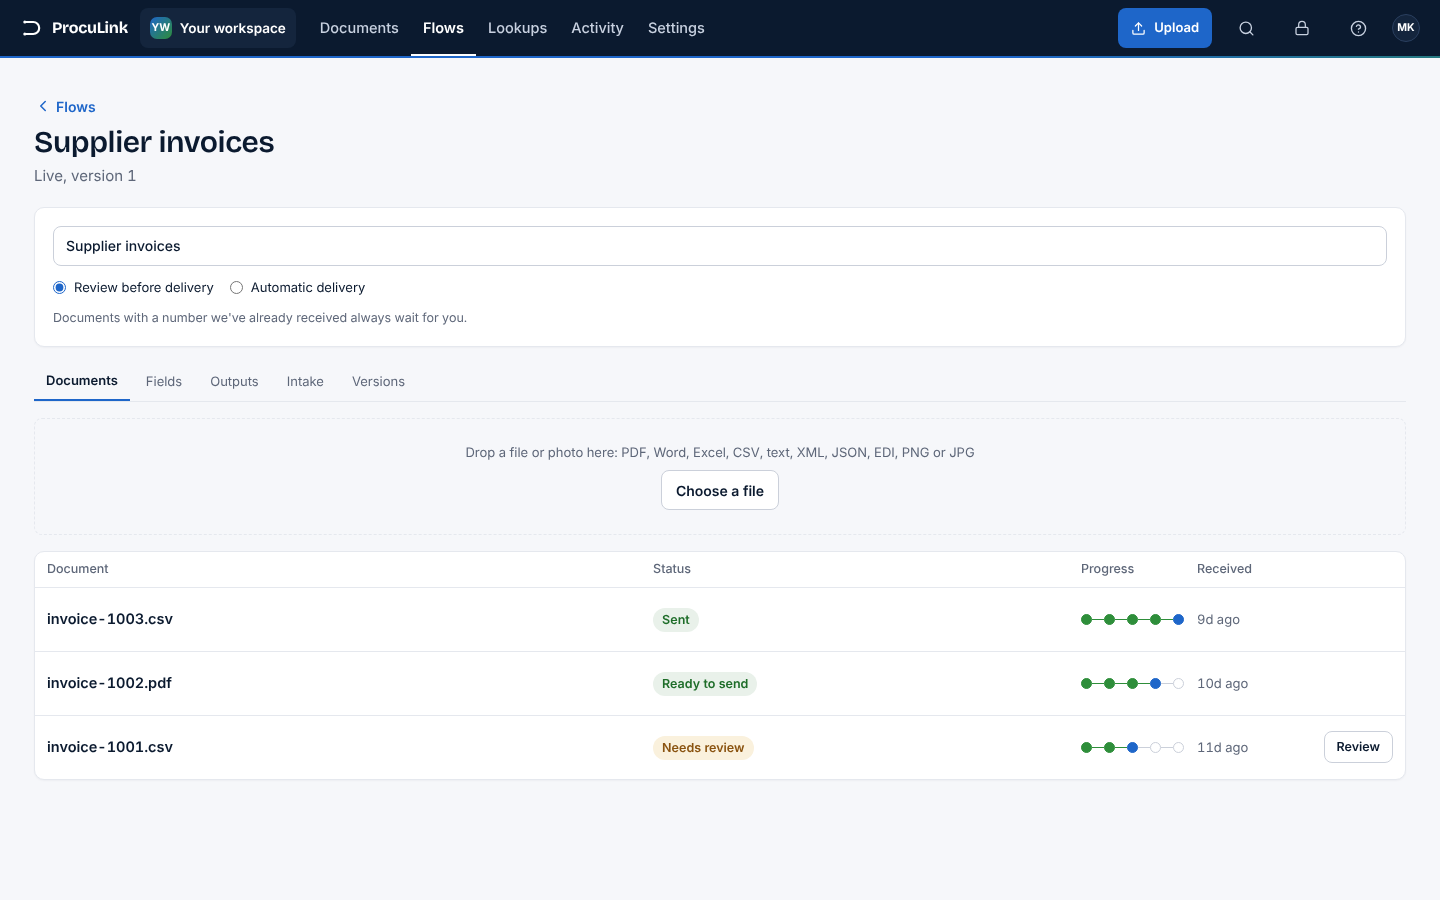 ProcuLink
YW Your workspace
Documents Flows Lookups Activity Settings
Upload
MK
Flows
Supplier invoices
Live, version 1
Supplier invoices
Review before delivery Automatic delivery
Documents with a number we've already received always wait for you.
Documents Fields Outputs Intake Versions
Drop a file or photo here: PDF, Word, Excel, CSV, text, XML, JSON, EDI, PNG or JPG
Choose a file
Document Status Progress Received
invoice-1003.csv Sent 9d ago
invoice-1002.pdf Ready to send 10d ago
invoice-1001.csv Needs review 11d ago Review